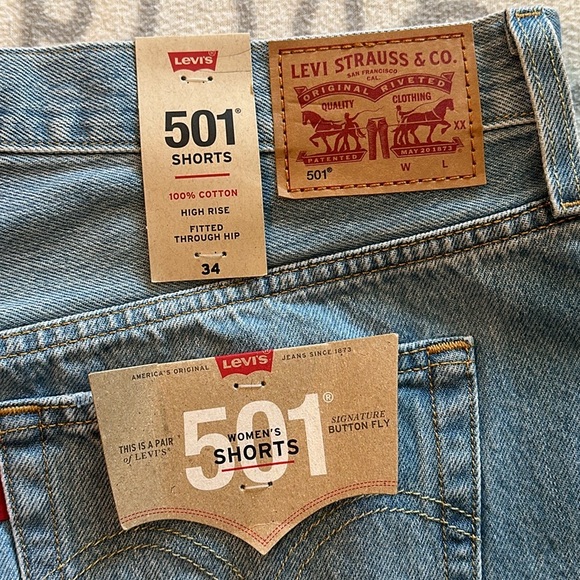 LEVI'S
501®
SHORTS
100% COTTON
HIGH RISE
FITTED
THROUGH HIP
34
LEVI STRAUSS & CO.
SAN FRANCISCO
CAL.
ORIGINAL RIVETED
QUALITY CLOTHING
XX
PATENTED MAY 20 1873
501® W L
AMERICA'S ORIGINAL LEVI'S JEANS SINCE 1873
501®
THIS IS A PAIR
of LEVI'S®
WOMEN'S
SHORTS
SIGNATURE
BUTTON FLY